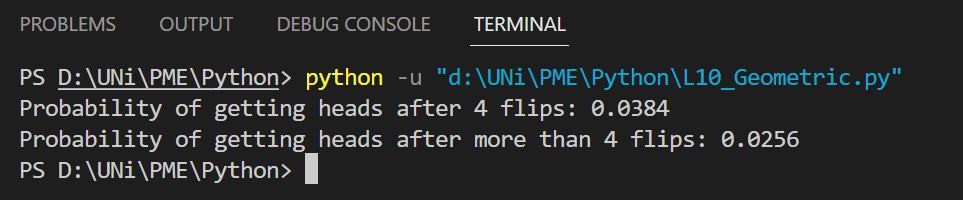 PROBLEMS OUTPUT DEBUG CONSOLE TERMINAL
PS D:\UNi\PME\Python> python -u "d:\UNi\PME\Python\L10_Geometric.py"
Probability of getting heads after 4 flips: 0.0384
Probability of getting heads after more than 4 flips: 0.0256
PS D:\UNi\PME\Python>